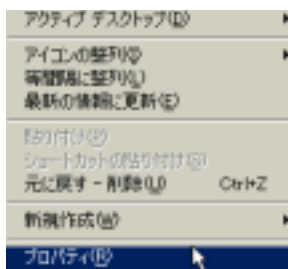 アクティブ デスクトップ(D)
アイコンの整列(I)
等間隔に整列(L)
最新の情報に更新(E)
貼り付け(P)
ショートカットの貼り付け(S)
元に戻す - 削除(U) Ctrl+Z
新規作成(W)
プロパティ(R)